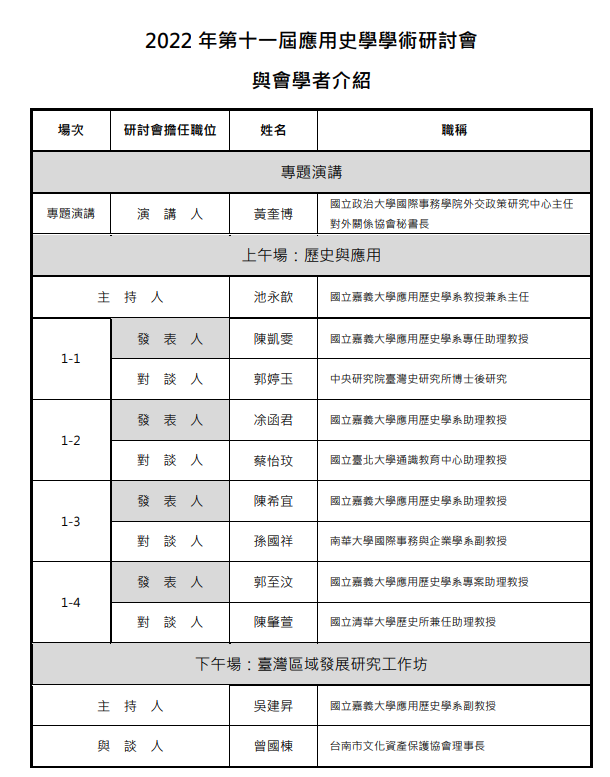 2022 年第十一屆應用史學學術研討會
與會學者介紹
場次 研討會擔任職位 姓名 職稱
專題演講
專題演講 演 講 人 黃奎博 國立政治大學國際事務學院外交政策研究中心主任
對外關係協會秘書長
上午場：歷史與應用
主 持 人 池永歆 國立嘉義大學應用歷史學系教授兼系主任
1-1 發 表 人 陳凱雯 國立嘉義大學應用歷史學系專任助理教授
對 談 人 郭婷玉 中央研究院臺灣史研究所博士後研究
1-2 發 表 人 凃函君 國立嘉義大學應用歷史學系助理教授
對 談 人 蔡怡玟 國立臺北大學通識教育中心助理教授
1-3 發 表 人 陳希宜 國立嘉義大學應用歷史學系助理教授
對 談 人 孫國祥 南華大學國際事務與企業學系副教授
1-4 發 表 人 郭至汶 國立嘉義大學應用歷史學系專案助理教授
對 談 人 陳肇萱 國立清華大學歷史所兼任助理教授
下午場：臺灣區域發展研究工作坊
主 持 人 吳建昇 國立嘉義大學應用歷史學系副教授
與 談 人 曾國棟 台南市文化資產保護協會理事長